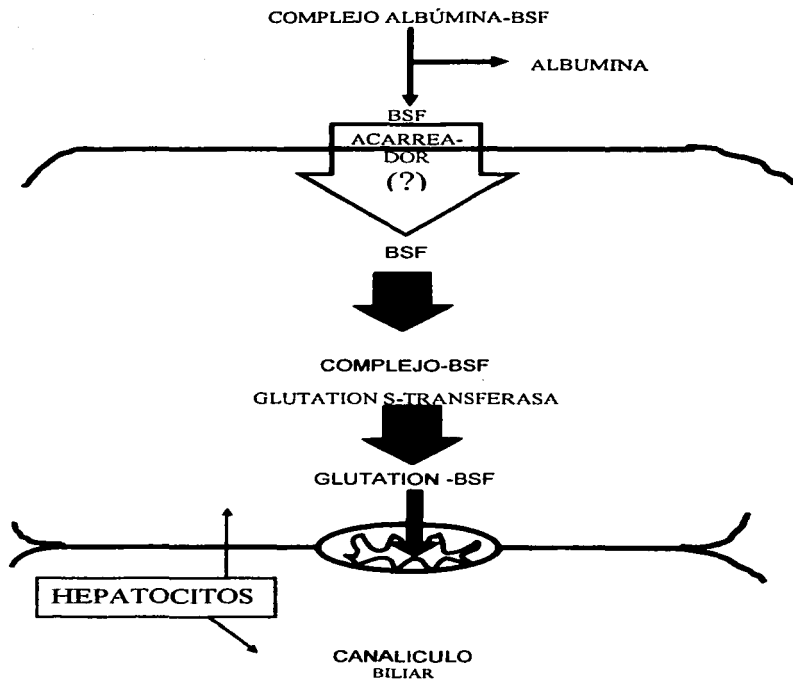 COMPLEJO ALBÚMINA-BSF
ALBUMINA
BSF
ACARREA-
DOR
(?)
BSF
COMPLEJO-BSF
GLUTATION S-TRANSFERASA
GLUTATION -BSF
HEPATOCITOS
CANALICULO
BILIAR